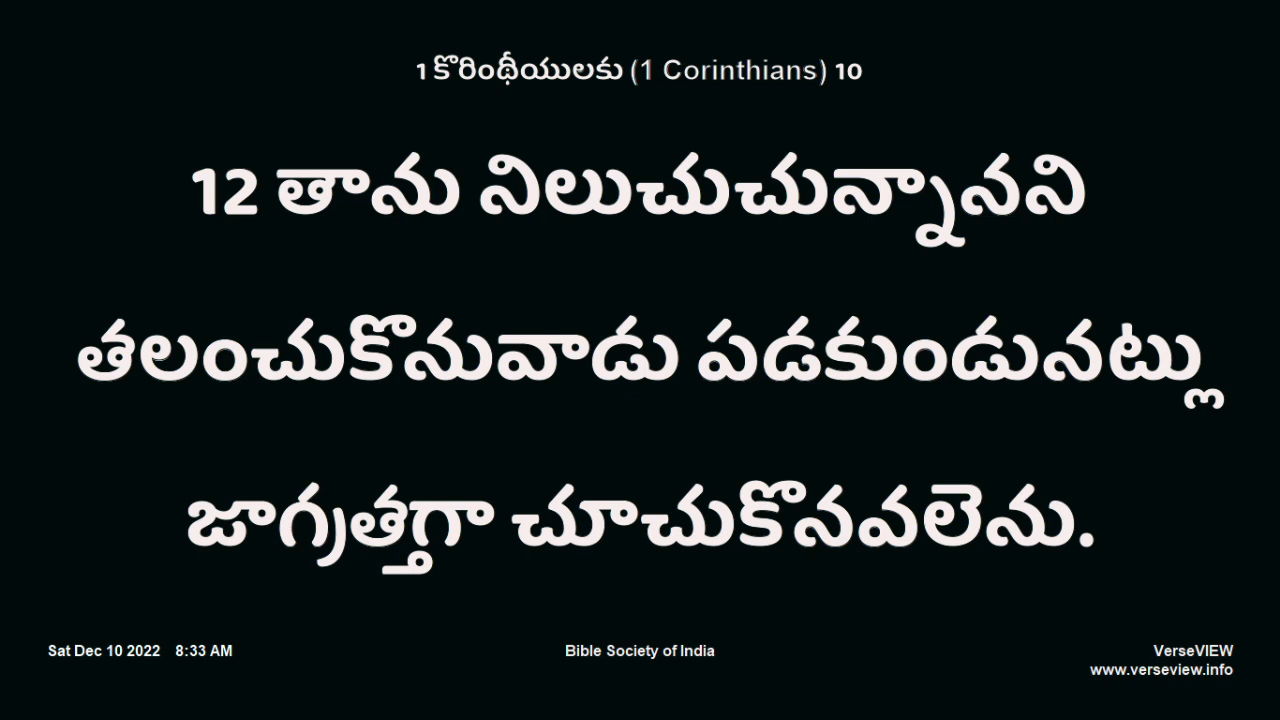 1 కొరింథీయులకు (1 Corinthians) 10
12 తాను నిలుచుచున్నానని
తలంచుకొనువాడు పడకుండునట్లు
జాగ్రత్తగా చూచుకొనవలెను.
Sat Dec 10 2022 8:33 AM
Bible Society of India
VerseVIEW
www.verseview.info